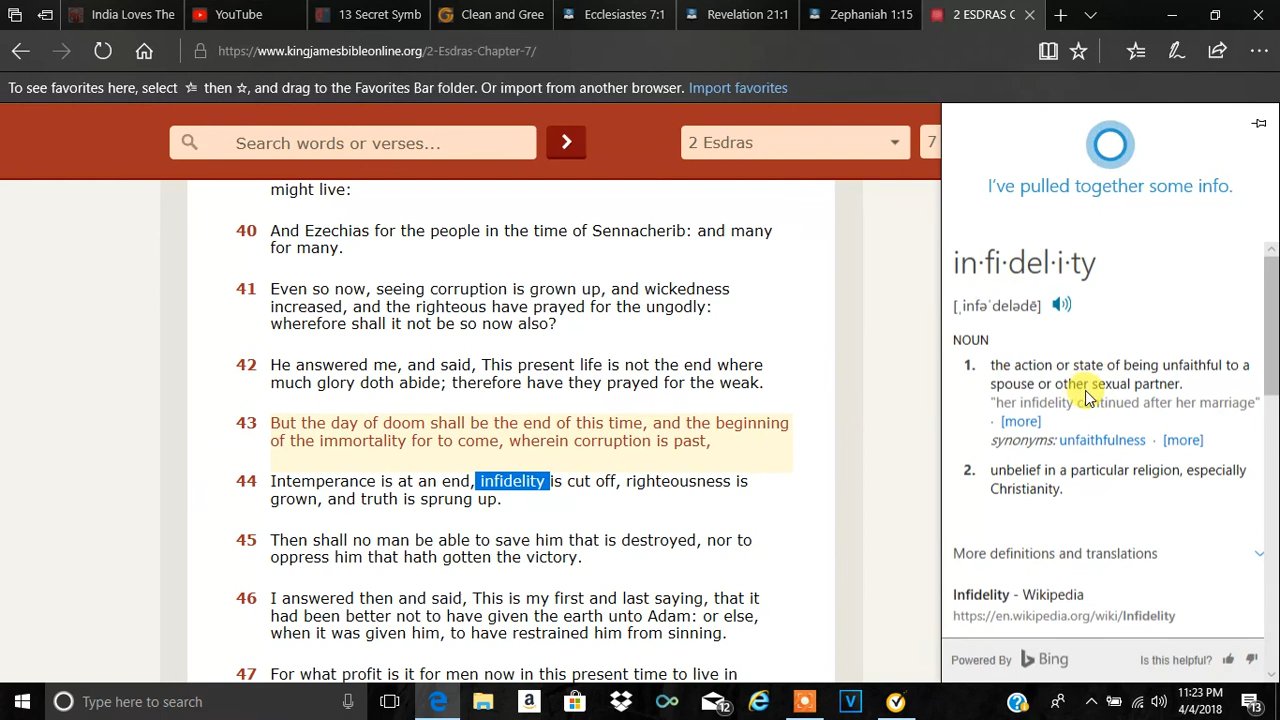 India Loves The
YouTube
13 Secret Symb
Clean and Gree
Ecclesiastes 7:1
Revelation 21:1
Zephaniah 1:15
2 ESDRAS C
https://www.kingjamesbibleonline.org/2-Esdras-Chapter-7/
To see favorites here, select ☆ then ☆, and drag to the Favorites Bar folder. Or import from another browser. Import favorites
Search words or verses...
2 Esdras
7
might live:
40 And Ezechias for the people in the time of Sennacherib: and many
for many.
41 Even so now, seeing corruption is grown up, and wickedness
increased, and the righteous have prayed for the ungodly:
wherefore shall it not be so now also?
42 He answered me, and said, This present life is not the end where
much glory doth abide; therefore have they prayed for the weak.
43 But the day of doom shall be the end of this time, and the beginning
of the immortality for to come, wherein corruption is past,
44 Intemperance is at an end, infidelity is cut off, righteousness is
grown, and truth is sprung up.
45 Then shall no man be able to save him that is destroyed, nor to
oppress him that hath gotten the victory.
46 I answered then and said, This is my first and last saying, that it
had been better not to have given the earth unto Adam: or else,
when it was given him, to have restrained him from sinning.
47 For what profit is it for men now in this present time to live in
I've pulled together some info.
in·fi·del·i·ty
[ˌinfəˈdelədē]
NOUN
1. the action or state of being unfaithful to a
spouse or other sexual partner.
"her infidelity continued after her marriage"
· [more]
synonyms: unfaithfulness · [more]
2. unbelief in a particular religion, especially
Christianity.
More definitions and translations
Infidelity - Wikipedia
https://en.wikipedia.org/wiki/Infidelity
Powered By Bing
Is this helpful?
Type here to search
12
11:23 PM
4/4/2018
13